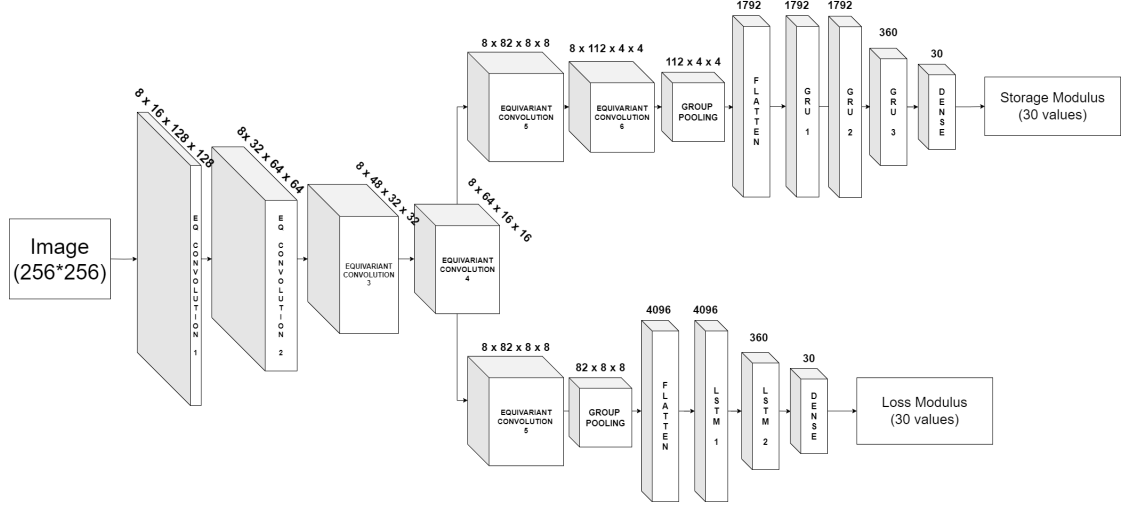 Image
(256*256)
8 x 16 x 128 x 128
EQ CONVOLUTION 1
8x 32 x 64 x 64
EQ CONVOLUTION 2
8 x 48 x 32 x 32
EQUIVARIANT
CONVOLUTION
3
8 x 64 x 16 x 16
EQUIVARIANT
CONVOLUTION
4
8 x 82 x 8 x 8
EQUIVARIANT
CONVOLUTION
5
8 x 112 x 4 x 4
EQUIVARIANT
CONVOLUTION
6
112 x 4 x 4
GROUP
POOLING
1792
FLATTEN
1792
GRU 1
1792
GRU 2
360
GRU 3
30
DENSE
Storage Modulus
(30 values)
8 x 82 x 8 x 8
EQUIVARIANT
CONVOLUTION
5
82 x 8 x 8
GROUP
POOLING
4096
FLATTEN
4096
LSTM 1
360
LSTM 2
30
DENSE
Loss Modulus
(30 values)